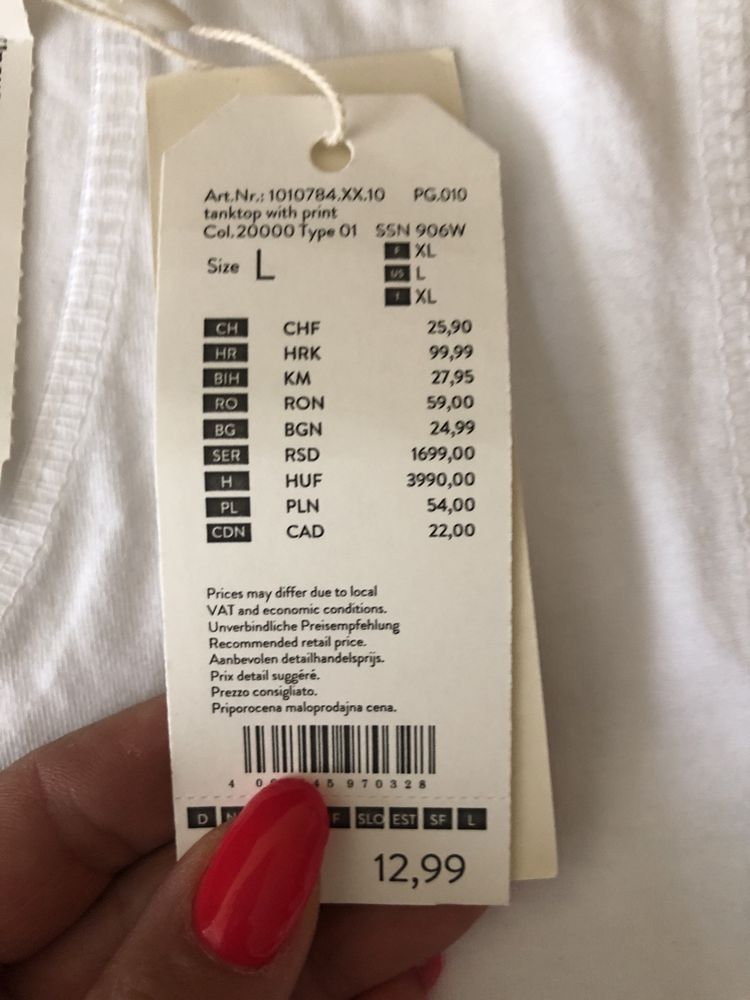 Art.Nr.: 1010784.XX.10 PG.010
tanktop with print
Col.20000 Type 01 SSN 906W
Size L
F XL
US L
I XL
CH CHF 25,90
HR HRK 99,99
BIH KM 27,95
RO RON 59,00
BG BGN 24,99
SER RSD 1699,00
H HUF 3990,00
PL PLN 54,00
CDN CAD 22,00
Prices may differ due to local
VAT and economic conditions.
Unverbindliche Preisempfehlung
Recommended retail price.
Aanbevolen detailhandelsprijs.
Prix detail suggéré.
Prezzo consigliato.
Priporocena maloprodajna cena.
4 5970328
D F SLO EST SF L
12,99